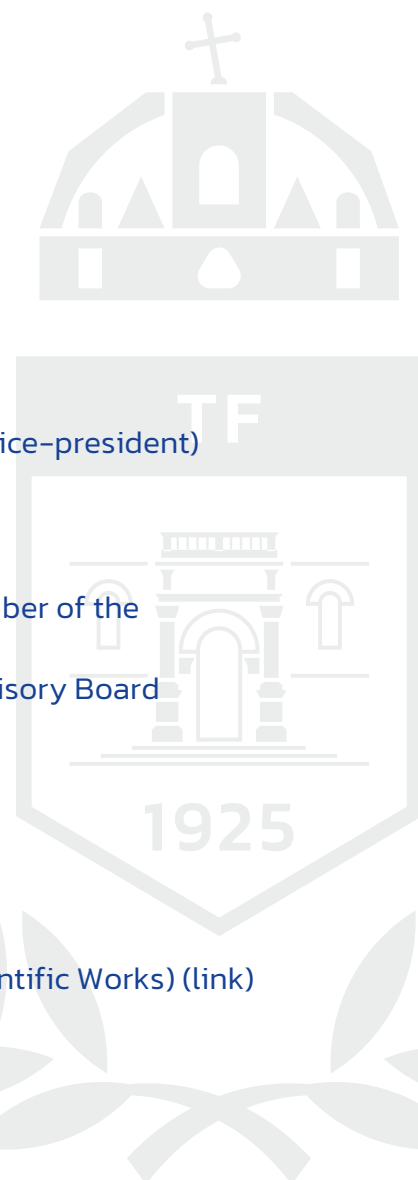 TF
ice-president)
ber of the
isory Board
1925
ntific Works) (link)